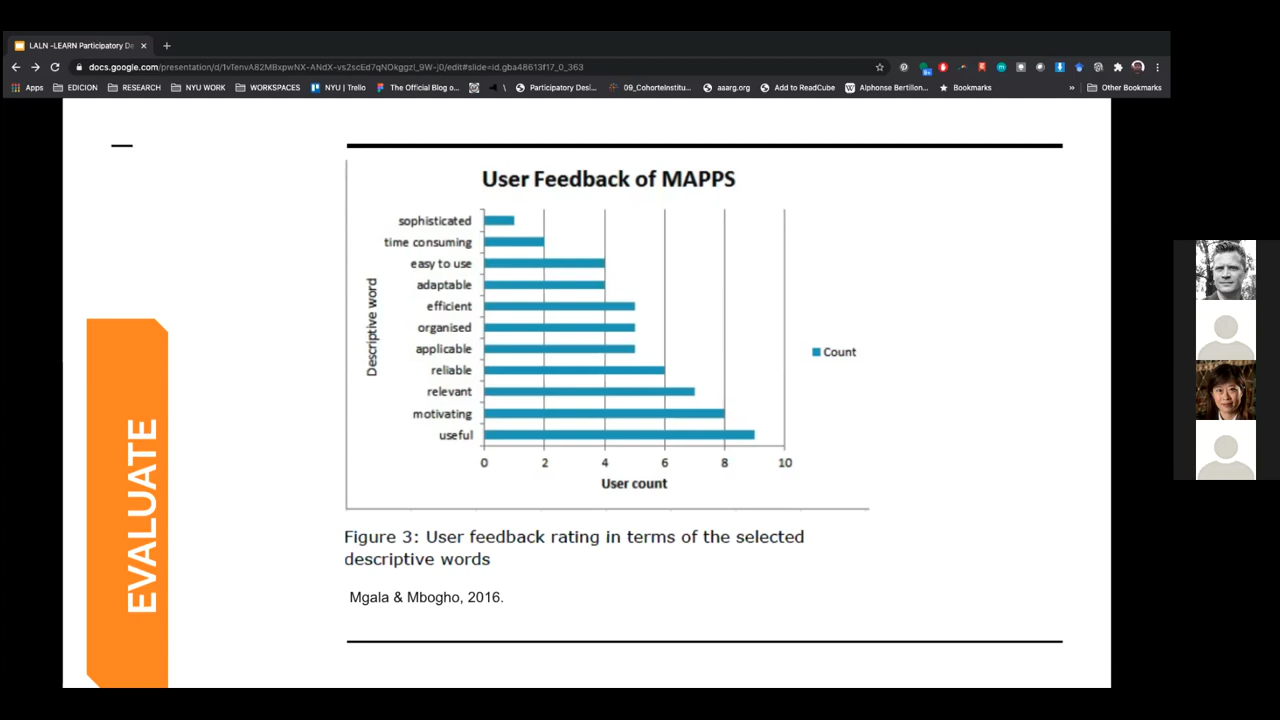 LALN -LEARN Participatory De
docs.google.com/presentation/d/1vTenvA82MBxpwNX-ANdX-vs2scEd7qNOkggzl_9W-j0/edit#slide=id.gba48613f17_0_363
Apps EDICION RESEARCH NYU WORK WORKSPACES NYU | Trello The Official Blog o... \ Participatory Desi... 09_CohorteInstitu... aaarg.org Add to ReadCube Alphonse Bertillon... Bookmarks » Other Bookmarks
User Feedback of MAPPS
Descriptive word
sophisticated
time consuming
easy to use
adaptable
efficient
organised
applicable
reliable
relevant
motivating
useful
0 2 4 6 8 10
User count
Count
Figure 3: User feedback rating in terms of the selected
descriptive words
Mgala & Mbogho, 2016.
EVALUATE